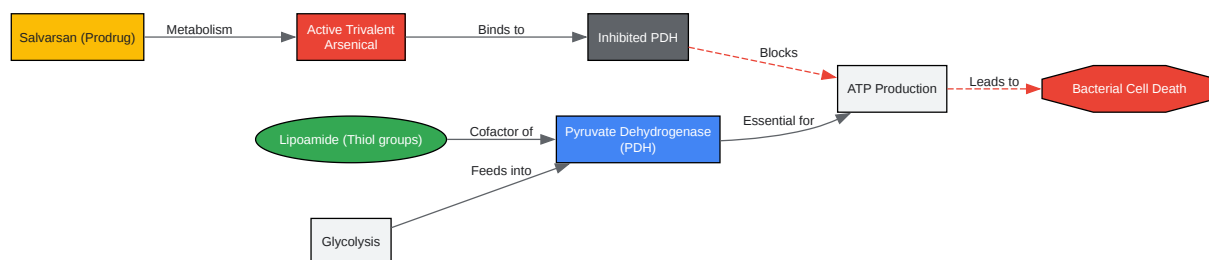 Salvarsan (Prodrug)
Metabolism
Active Trivalent
Arsenical
Binds to
Inhibited PDH
Blocks
ATP Production
Leads to
Bacterial Cell Death
Lipoamide (Thiol groups)
Cofactor of
Pyruvate Dehydrogenase
(PDH)
Essential for
Feeds into
Glycolysis